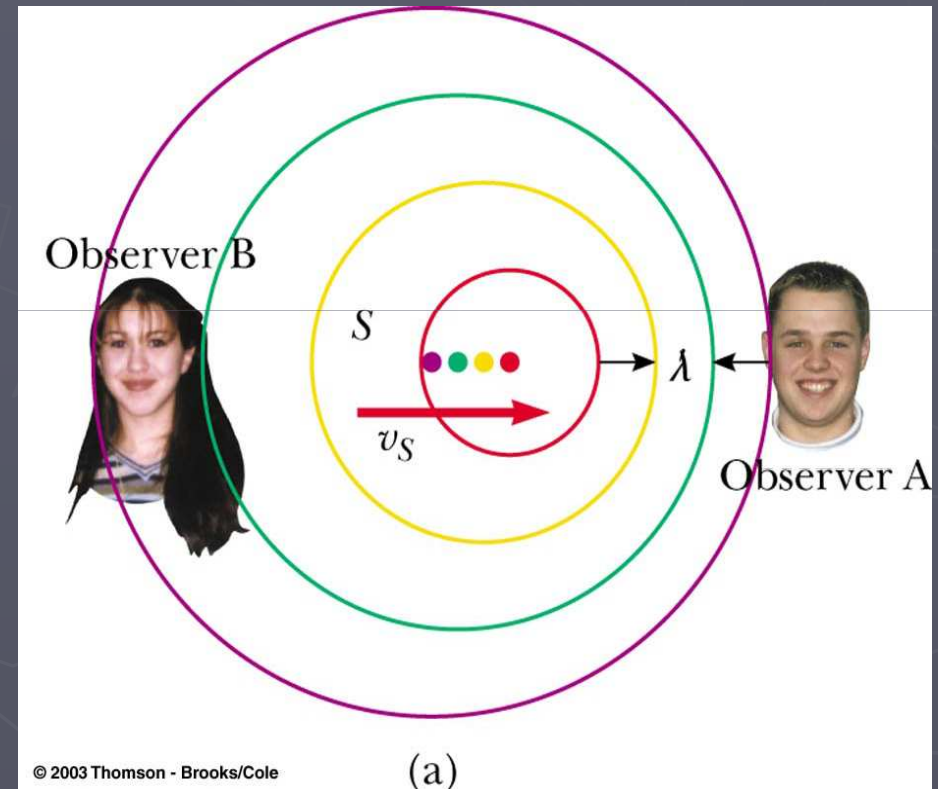 Observer B
S
λ'
v_S
Observer A
© 2003 Thomson - Brooks/Cole
(a)